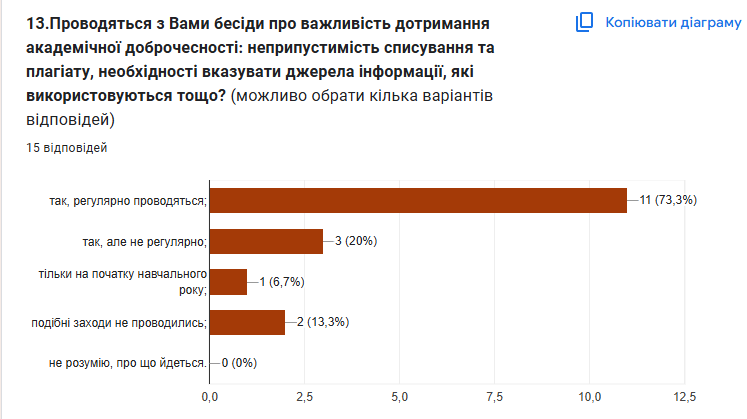 13.Проводяться з Вами бесіди про важливість дотримання
академічної доброчесності: неприпустимість списування та
плагіату, необхідності вказувати джерела інформації, які
використовуються тощо? (можливо обрати кілька варіантів
відповідей)
Копіювати діаграму
15 відповідей
так, регулярно проводяться;
11 (73,3%)
так, але не регулярно;
3 (20%)
тільки на початку навчального
року;
1 (6,7%)
подібні заходи не проводились;
2 (13,3%)
не розумію, про що йдеться.
0 (0%)
0,0 2,5 5,0 7,5 10,0 12,5